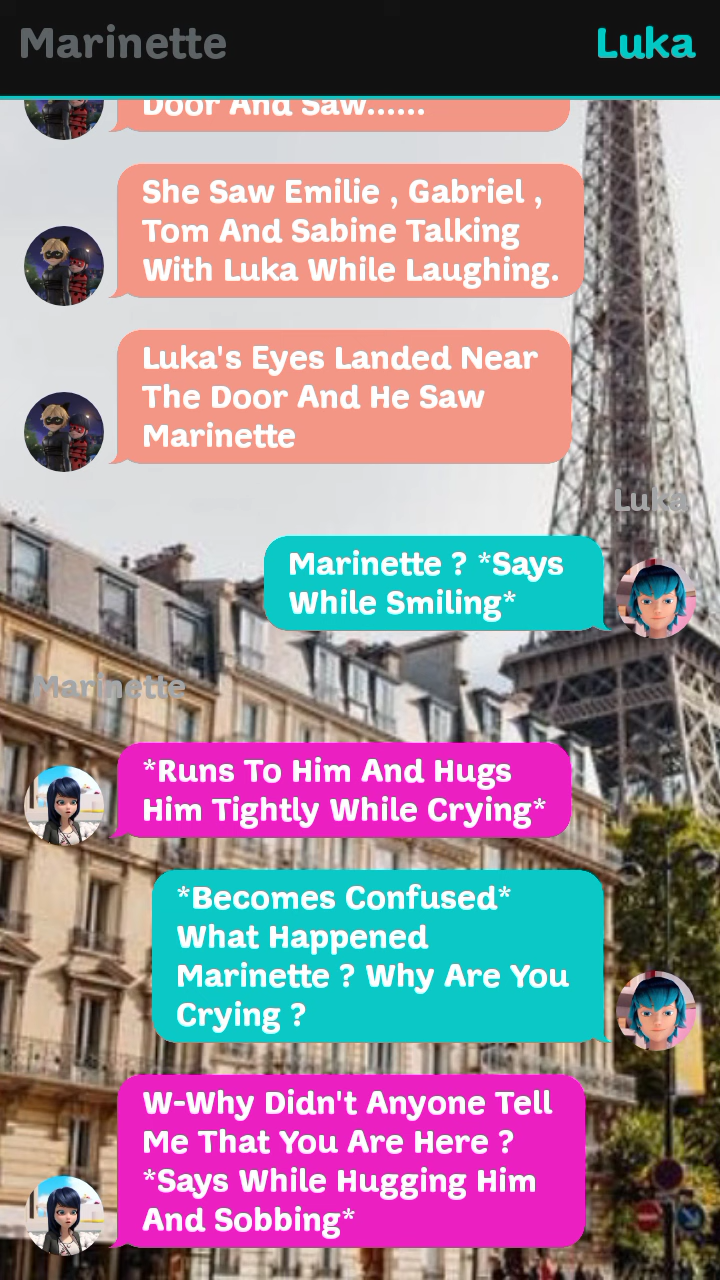 Marinette
Luka
Door And Saw......
She Saw Emilie , Gabriel ,
Tom And Sabine Talking
With Luka While Laughing.
Luka's Eyes Landed Near
The Door And He Saw
Marinette
Luka
Marinette ? *Says
While Smiling*
Marinette
*Runs To Him And Hugs
Him Tightly While Crying*
*Becomes Confused*
What Happened
Marinette ? Why Are You
Crying ?
W-Why Didn't Anyone Tell
Me That You Are Here ?
*Says While Hugging Him
And Sobbing*